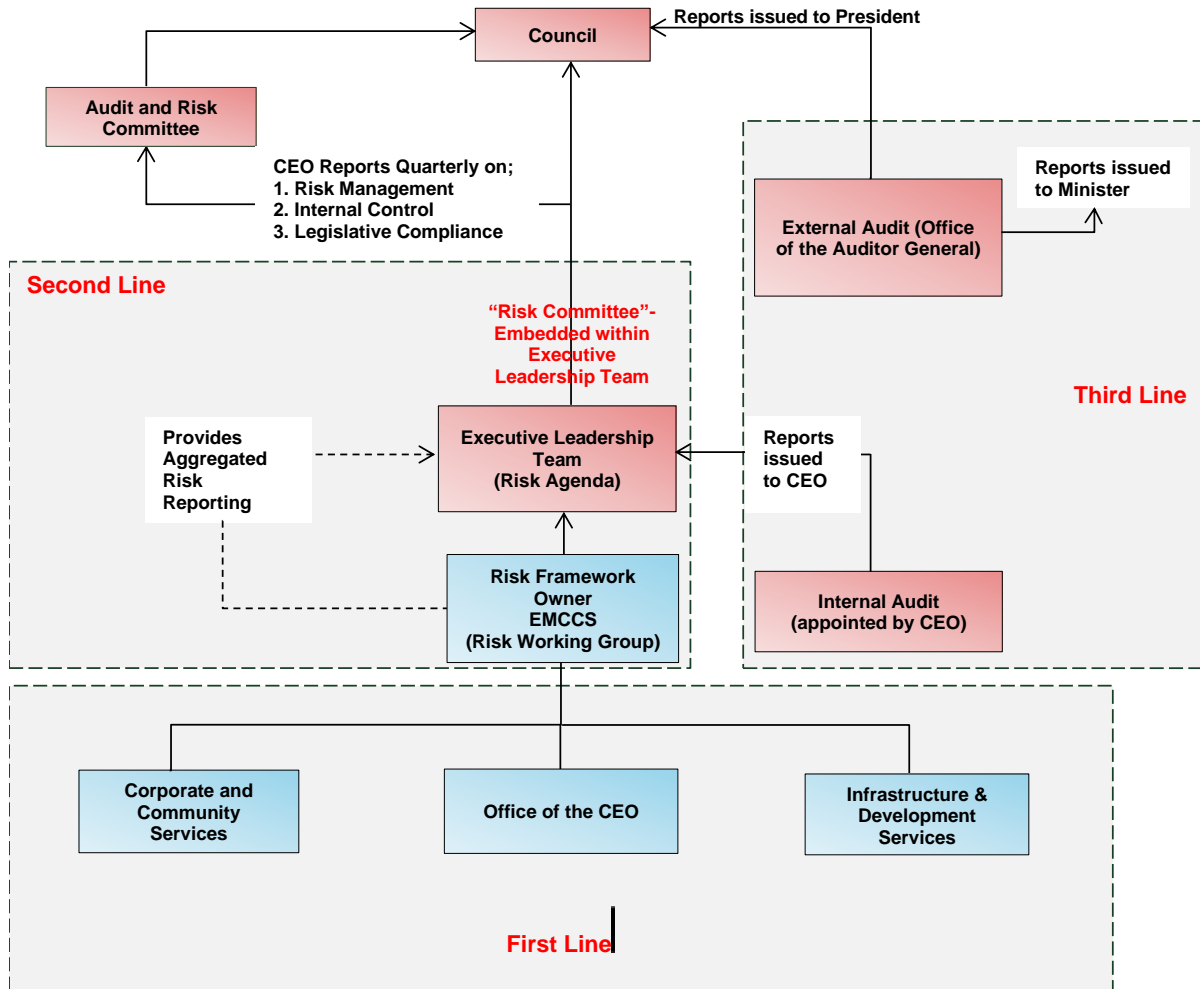 Reports issued to President
Council
Audit and Risk
Committee
CEO Reports Quarterly on;
1. Risk Management
2. Internal Control
3. Legislative Compliance
Reports issued
to Minister
External Audit (Office
of the Auditor General)
Second Line
“Risk Committee”-
Embedded within
Executive
Leadership Team
Third Line
Provides
Aggregated
Risk
Reporting
Executive Leadership
Team
(Risk Agenda)
Reports
issued
to CEO
Risk Framework
Owner
EMCCS
(Risk Working Group)
Internal Audit
(appointed by CEO)
Corporate and
Community
Services
Office of the CEO
Infrastructure &
Development
Services
First Line